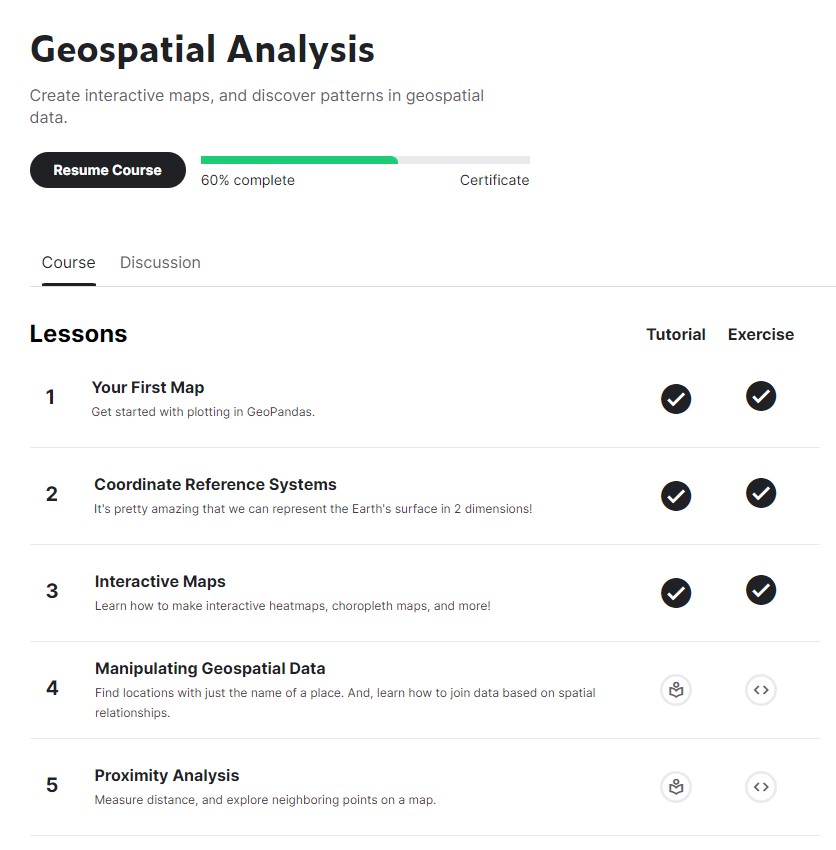 Geospatial Analysis
Create interactive maps, and discover patterns in geospatial
data.
Resume Course
60% complete
Certificate
Course
Discussion
Lessons
Tutorial
Exercise
1
Your First Map
Get started with plotting in GeoPandas.
2
Coordinate Reference Systems
It's pretty amazing that we can represent the Earth's surface in 2 dimensions!
3
Interactive Maps
Learn how to make interactive heatmaps, choropleth maps, and more!
4
Manipulating Geospatial Data
Find locations with just the name of a place. And, learn how to join data based on spatial
relationships.
5
Proximity Analysis
Measure distance, and explore neighboring points on a map.